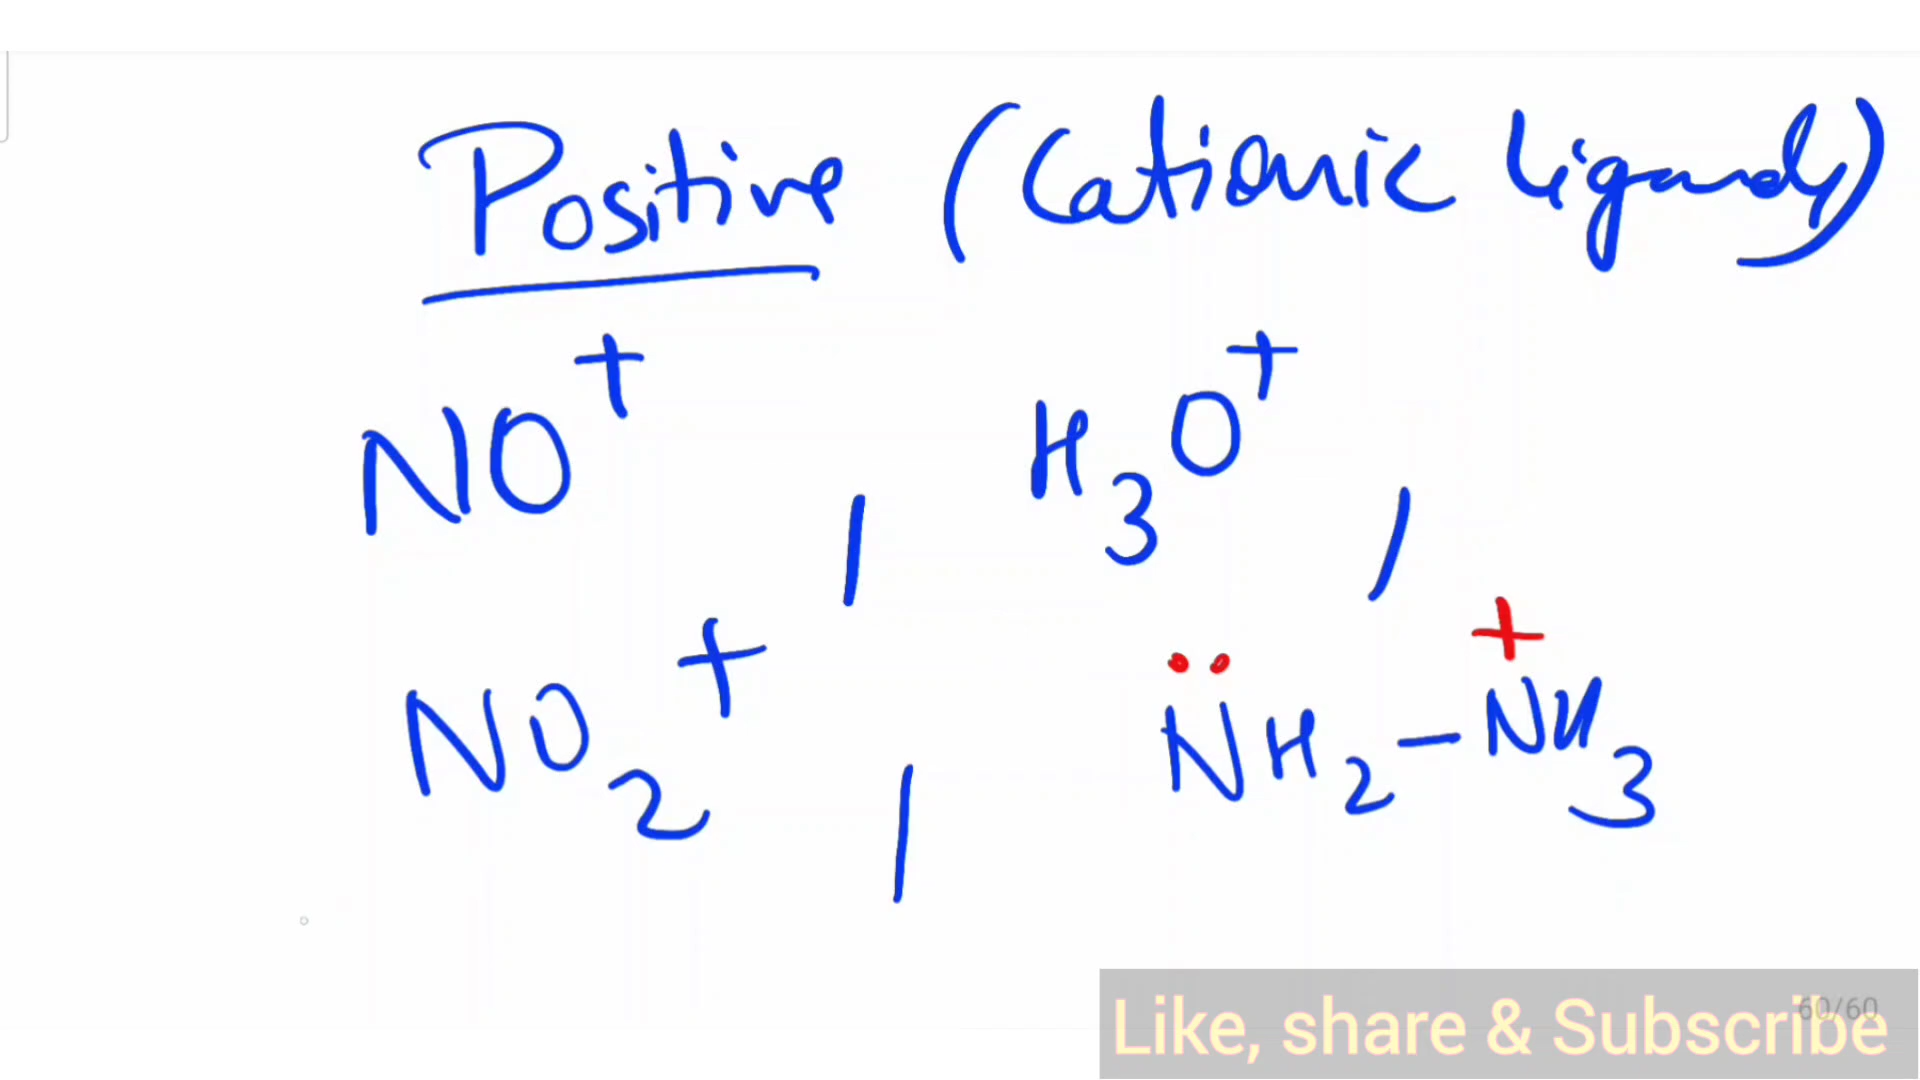 Positive (Cationic ligands)
NO⁺ , H₃O⁺ ,
NO₂⁺ , N̈H₂–N⁺H₃
60/60
Like, share & Subscribe